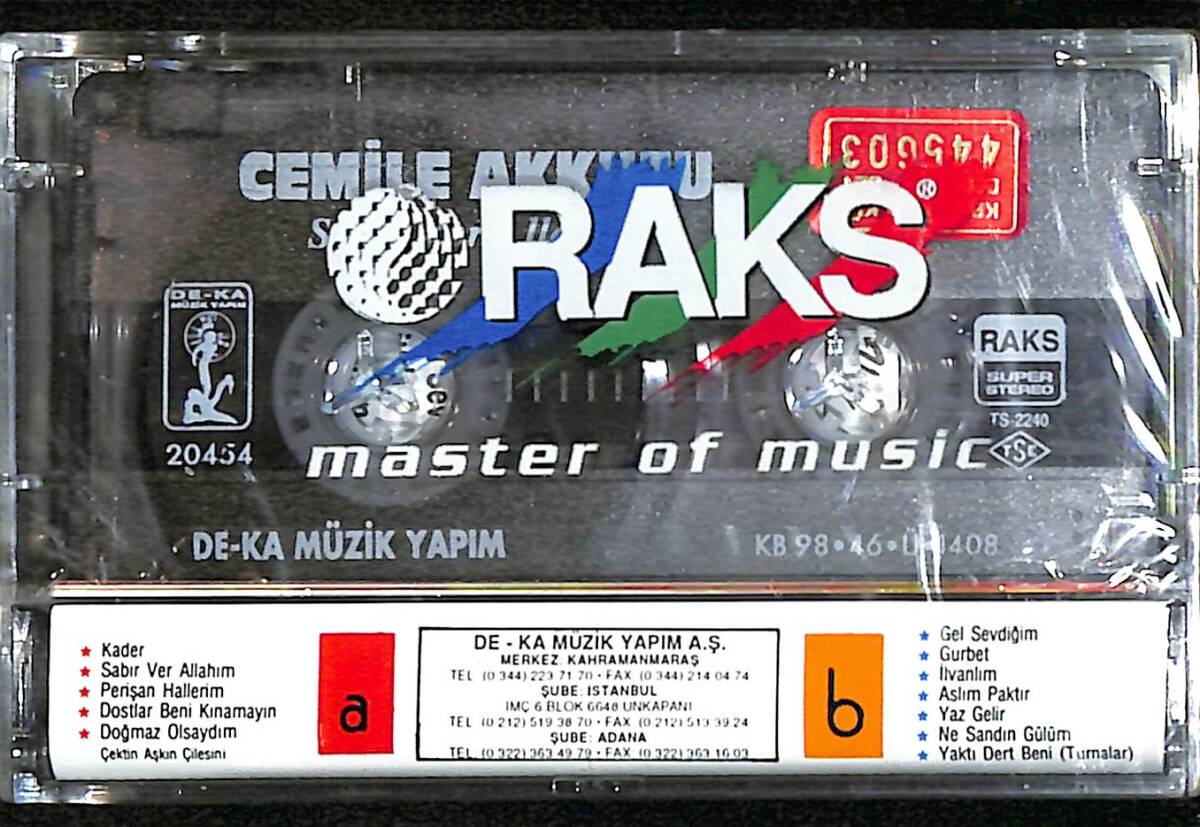 CEMİLE
445603
RAKS
DE-KA
MÜZİK YAPIM
20454
RAKS
SUPER
STEREO
TS-2240
TSE
master of music
DE-KA MÜZİK YAPIM
KB 98•46•U-0408
★ Kader
★ Sabır Ver Allahım
★ Perişan Hallerim
★ Dostlar Beni Kınamayın
★ Doğmaz Olsaydım
Çektin Aşkın Çilesini
a
DE - KA MÜZİK YAPIM A.Ş.
MERKEZ: KAHRAMANMARAŞ
TEL (0 344) 223 71 70 • FAX (0 344) 214 04 74
ŞUBE: İSTANBUL
İMÇ 6 BLOK 6648 UNKAPANI
TEL (0 212) 519 38 70 • FAX (0 212) 513 39 24
ŞUBE: ADANA
TEL (0 322) 363 49 79 • FAX (0 322) 363 16 03
b
★ Gel Sevdiğim
★ Gurbet
★ İlvanlım
★ Aslım Paktır
★ Yaz Gelir
★ Ne Sandın Gülüm
★ Yaktı Dert Beni (Turnalar)